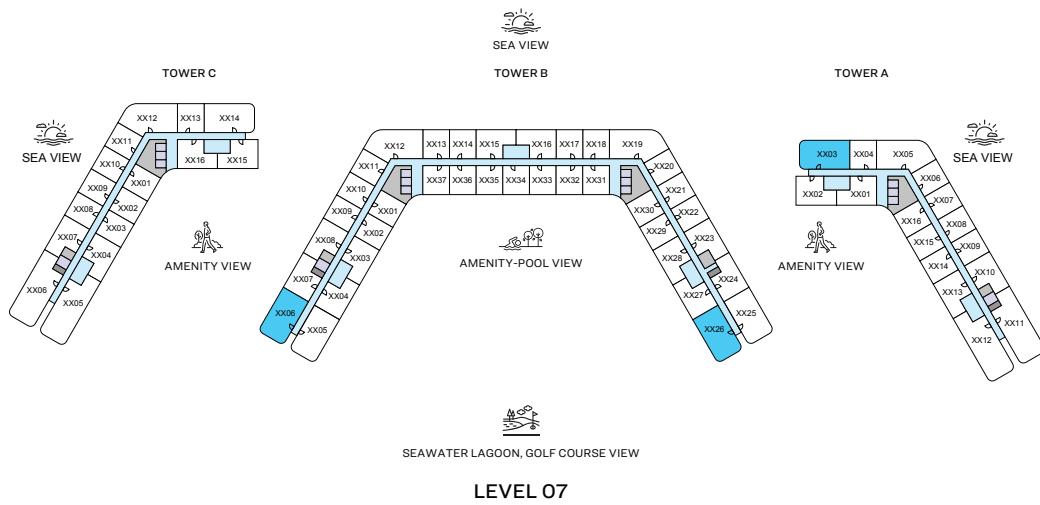 SEA VIEW
TOWER C
TOWER B
TOWER A
SEA VIEW
SEA VIEW
XX12
XX13
XX14
XX11
XX10
XX16
XX15
XX01
XX09
XX02
XX08
XX03
XX07
XX04
XX06
XX05
AMENITY VIEW
XX12
XX13
XX14
XX15
XX16
XX17
XX18
XX19
XX11
XX37
XX36
XX35
XX34
XX33
XX32
XX31
XX20
XX10
XX21
XX09
XX01
XX30
XX22
XX08
XX02
XX29
XX23
XX07
XX03
XX28
XX24
XX04
XX27
XX06
XX05
XX26
XX25
AMENITY-POOL VIEW
XX03
XX04
XX05
XX02
XX01
XX06
XX07
XX16
XX08
XX15
XX09
XX14
XX10
XX13
XX11
XX12
AMENITY VIEW
SEAWATER LAGOON, GOLF COURSE VIEW
LEVEL 07